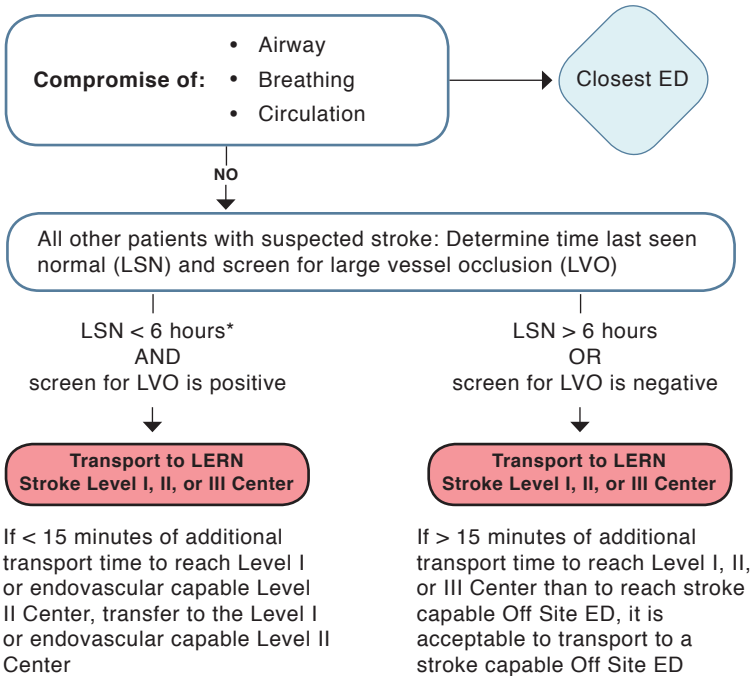 Compromise of:
• Airway
• Breathing
• Circulation
Closest ED
NO
All other patients with suspected stroke: Determine time last seen
normal (LSN) and screen for large vessel occlusion (LVO)
LSN < 6 hours*
AND
screen for LVO is positive
Transport to LERN
Stroke Level I, II, or III Center
If < 15 minutes of additional
transport time to reach Level I
or endovascular capable Level
II Center, transfer to the Level I
or endovascular capable Level II
Center
LSN > 6 hours
OR
screen for LVO is negative
Transport to LERN
Stroke Level I, II, or III Center
If > 15 minutes of additional
transport time to reach Level I, II,
or III Center than to reach stroke
capable Off Site ED, it is
acceptable to transport to a
stroke capable Off Site ED